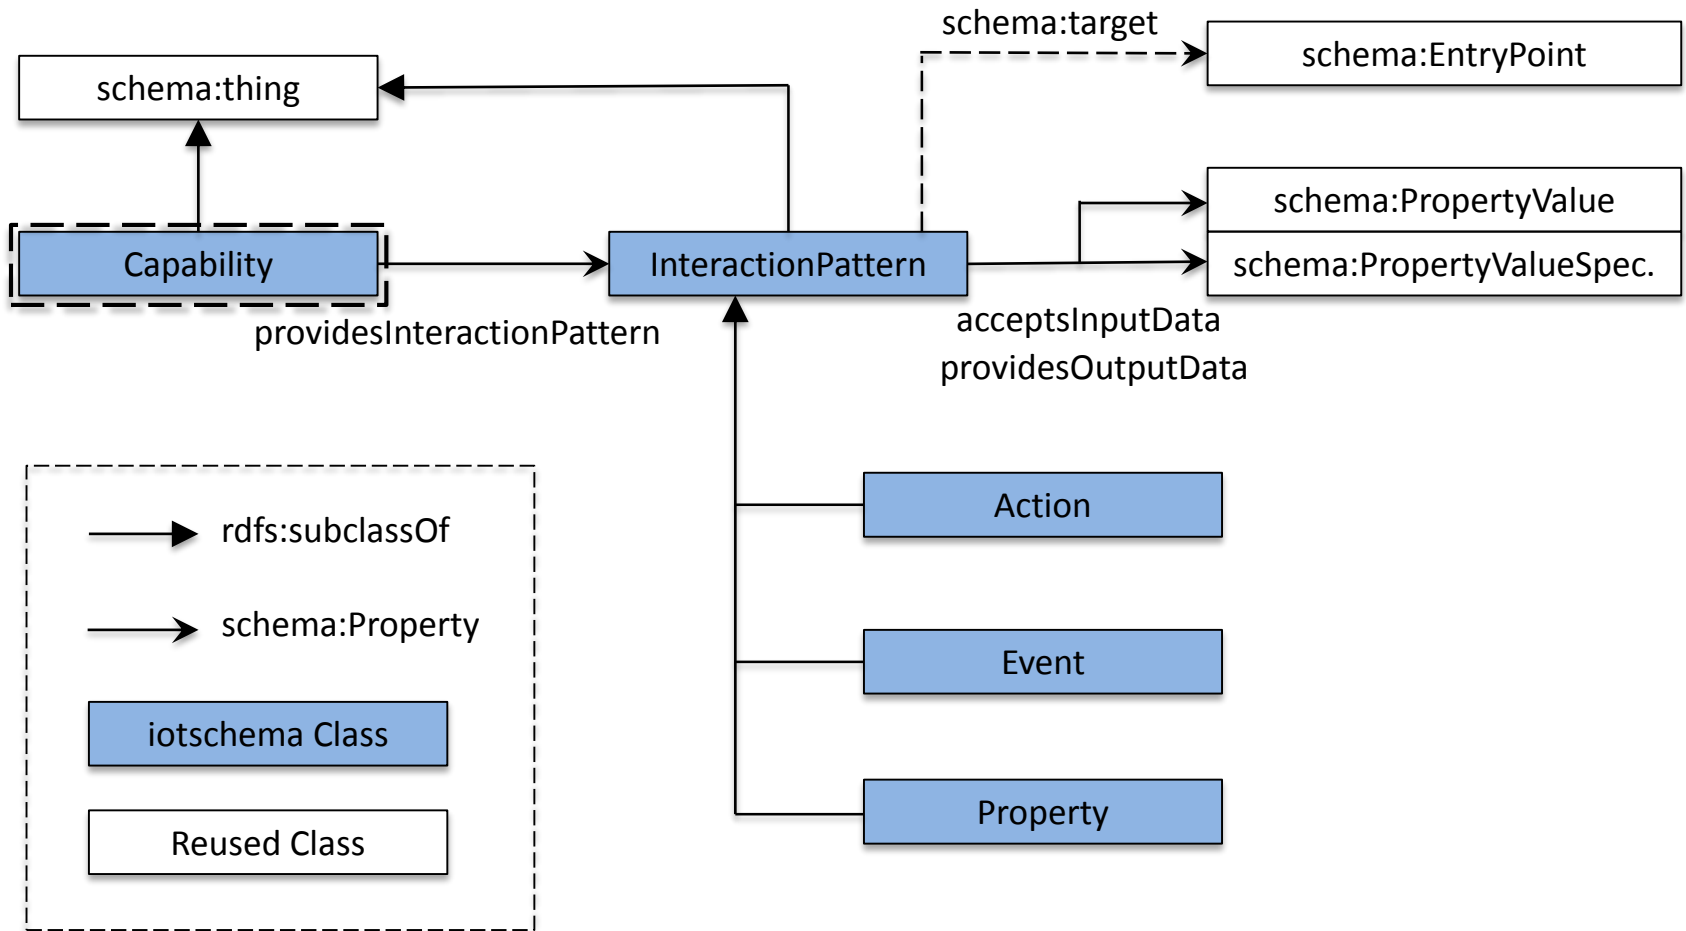 schema:target
schema:EntryPoint
schema:thing
schema:PropertyValue
Capability
InteractionPattern
schema:PropertyValueSpec.
providesInteractionPattern
acceptsInputData
providesOutputData
Action
rdfs:subclassOf
schema:Property
Event
iotschema Class
Property
Reused Class